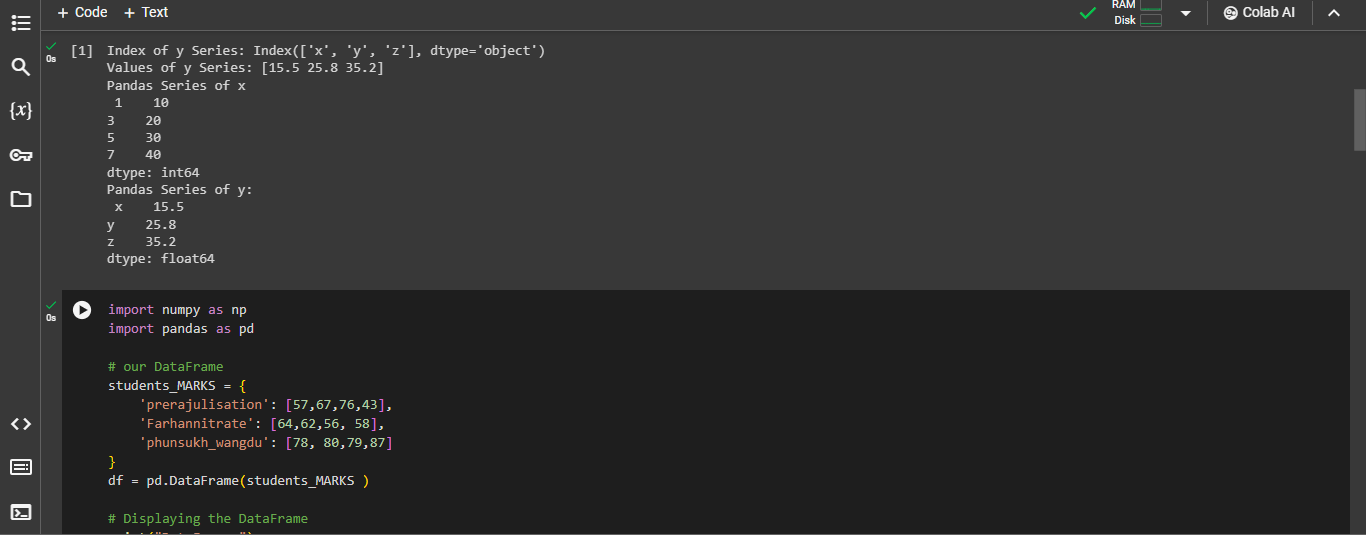 + Code + Text
RAM
Disk
Colab AI
[1] Index of y Series: Index(['x', 'y', 'z'], dtype='object')
0s
Values of y Series: [15.5 25.8 35.2]
Pandas Series of x
 1    10
3    20
5    30
7    40
dtype: int64
Pandas Series of y:
 x    15.5
y    25.8
z    35.2
dtype: float64
{x}
0s
import numpy as np
import pandas as pd
# our DataFrame
students_MARKS = {
    'prerajulisation': [57,67,76,43],
    'Farhannitrate': [64,62,56, 58],
    'phunsukh_wangdu': [78, 80,79,87]
}
df = pd.DataFrame(students_MARKS )
# Displaying the DataFrame